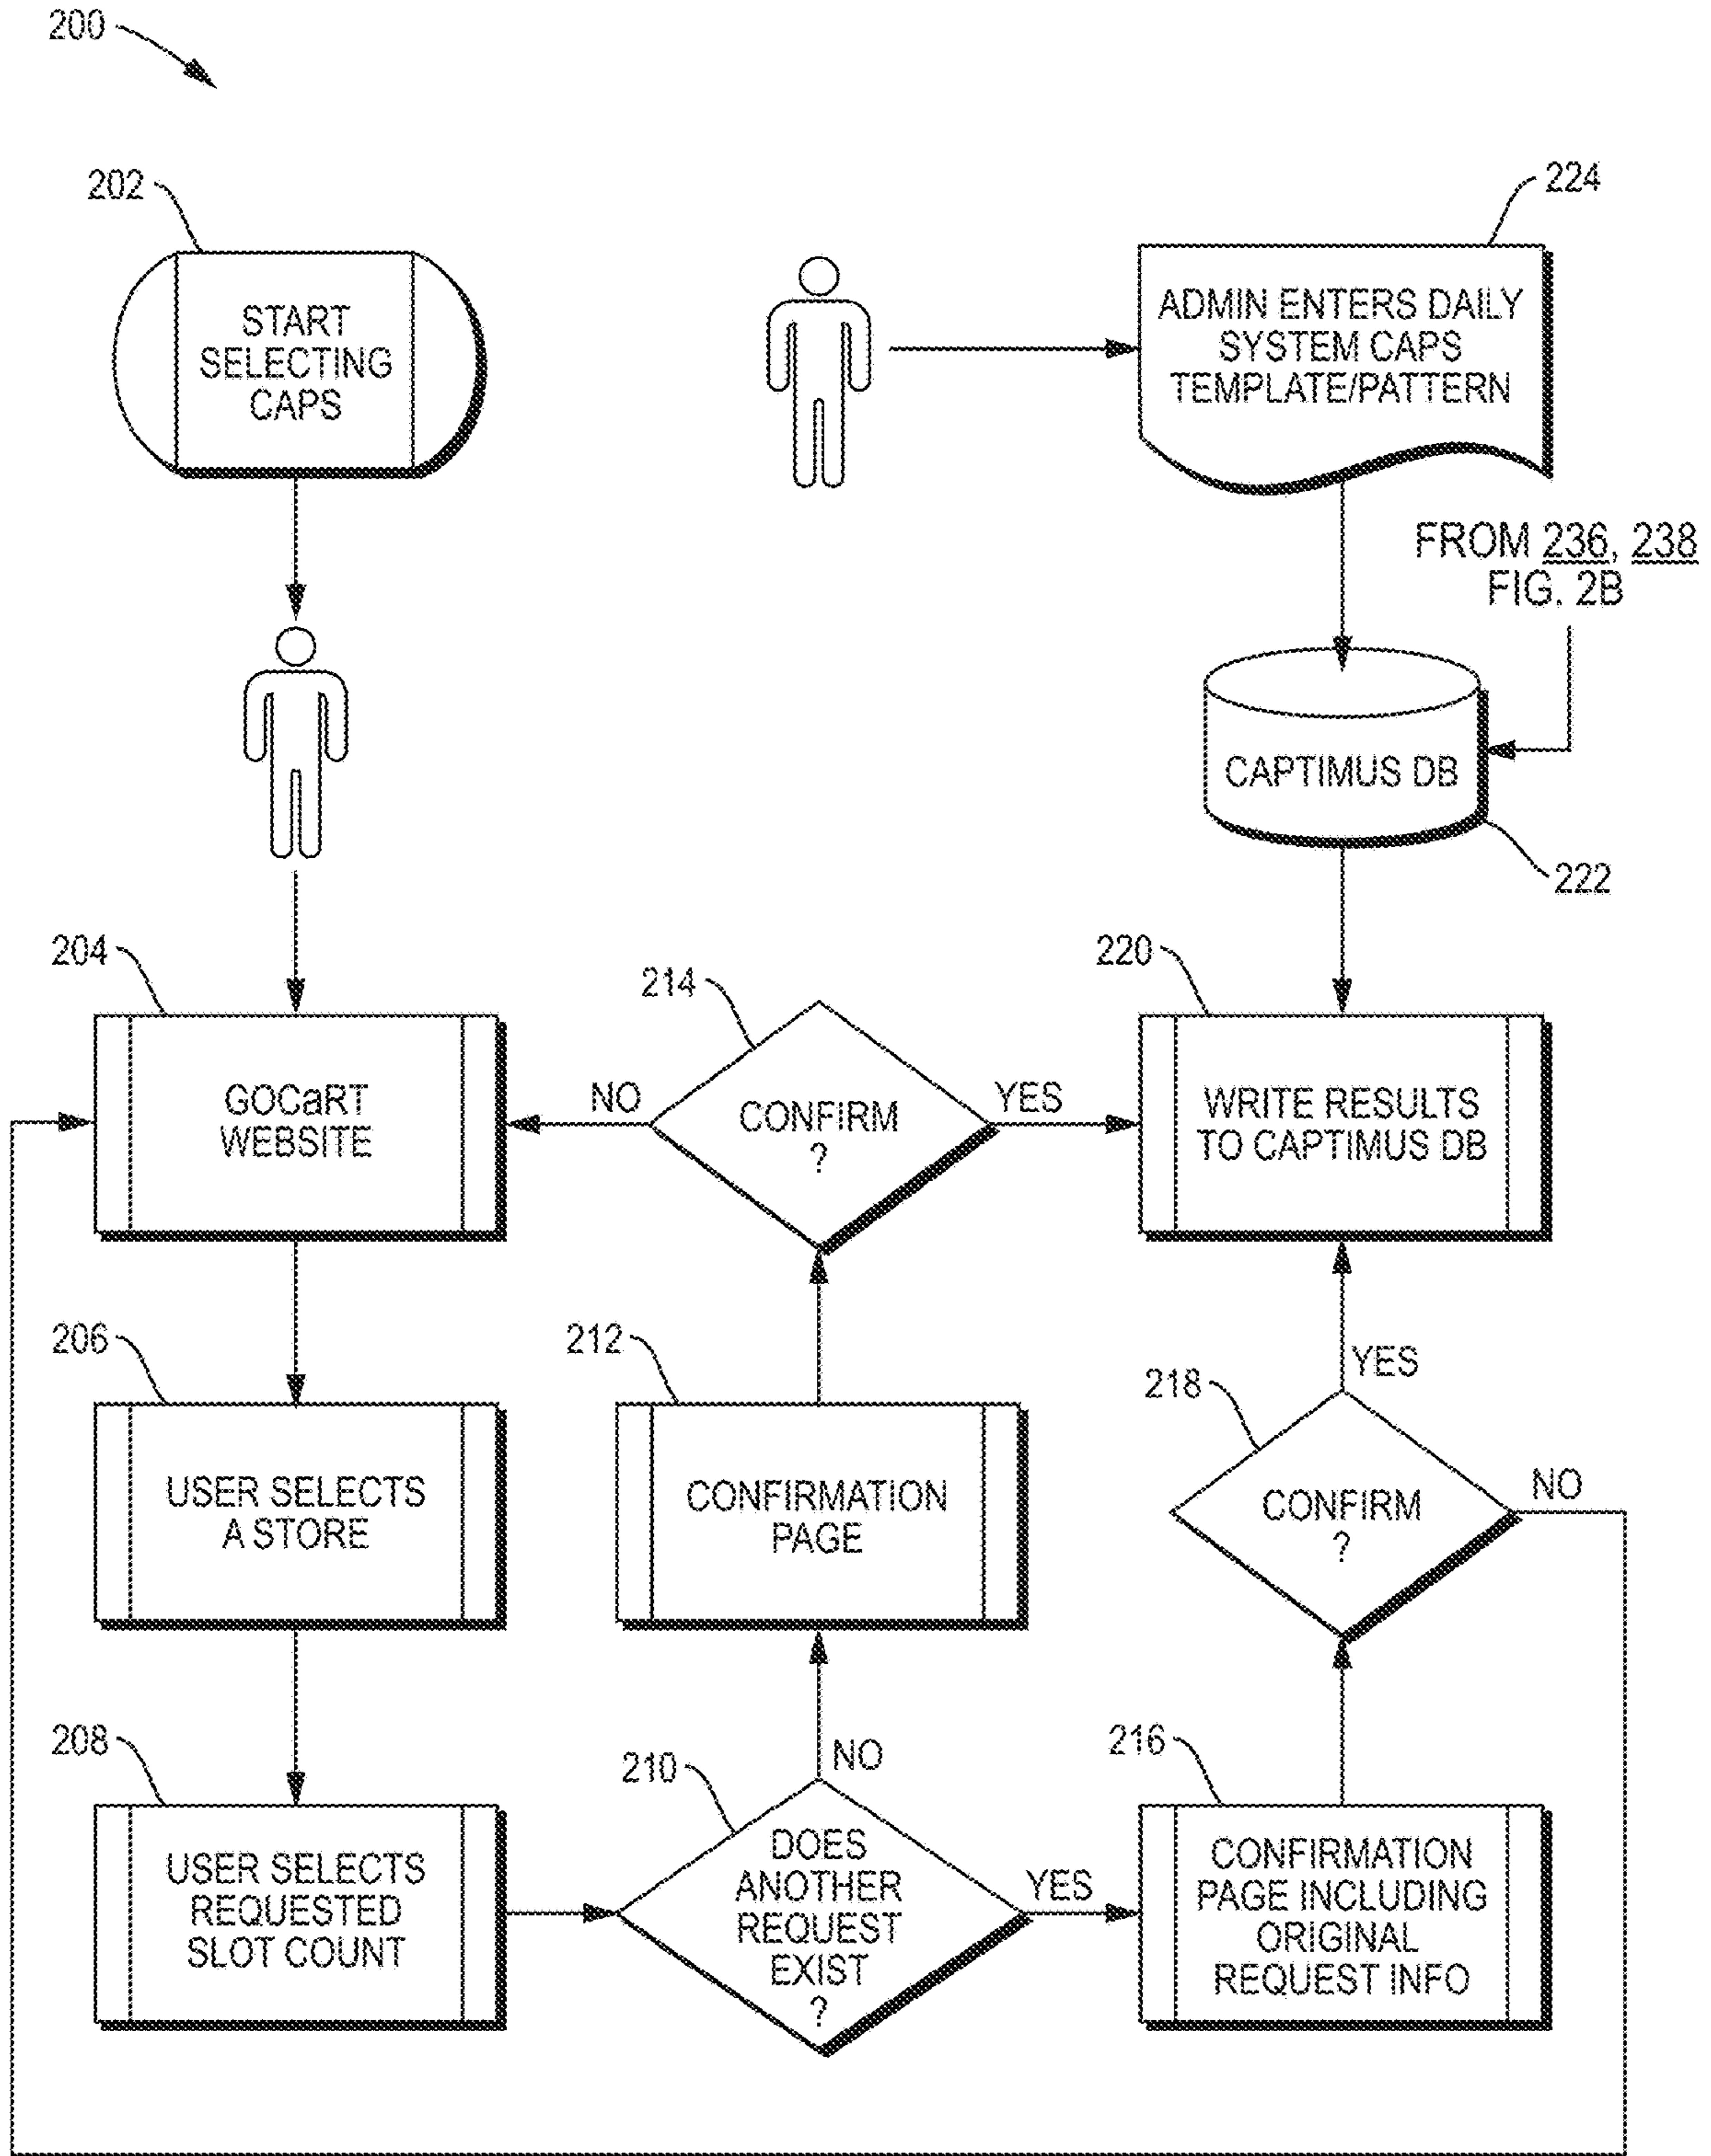 200
202
START
SELECTING
CAPS
224
ADMIN ENTERS DAILY
SYSTEM CAPS
TEMPLATE/PATTERN
FROM 236, 238
FIG. 2B
CAPTIMUS DB
222
204
GOCaRT
WEBSITE
214
NO
CONFIRM
?
YES
220
WRITE RESULTS
TO CAPTIMUS DB
206
USER SELECTS
A STORE
212
CONFIRMATION
PAGE
218
YES
CONFIRM
?
NO
208
USER SELECTS
REQUESTED
SLOT COUNT
210
NO
DOES
ANOTHER
REQUEST
EXIST
?
YES
216
CONFIRMATION
PAGE INCLUDING
ORIGINAL
REQUEST INFO